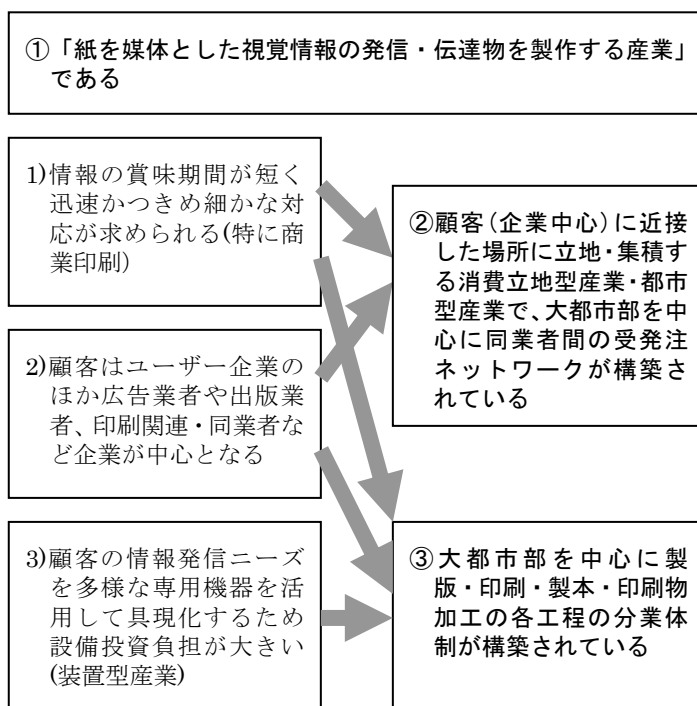 ①「紙を媒体とした視覚情報の発信・伝達物を製作する産業」
である
1)情報の賞味期間が短く
迅速かつきめ細かな対
応が求められる(特に商
業印刷)
2)顧客はユーザー企業の
ほか広告業者や出版業
者、印刷関連・同業者な
ど企業が中心となる
3)顧客の情報発信ニーズ
を多様な専用機器を活
用して具現化するため
設備投資負担が大きい
(装置型産業)
②顧客(企業中心)に近接
した場所に立地・集積す
る消費立地型産業・都市
型産業で、大都市部を中
心に同業者間の受発注
ネットワークが構築さ
れている
③大都市部を中心に製
版・印刷・製本・印刷物
加工の各工程の分業体
制が構築されている